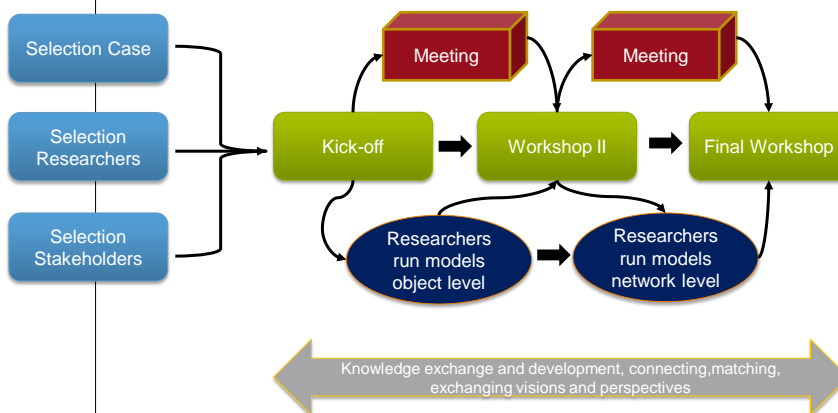 Selection Case
Selection
Researchers
Selection
Stakeholders
Meeting
Meeting
Kick-off
Workshop II
Final Workshop
Researchers
run models
object level
Researchers
run models
network level
Knowledge exchange and development, connecting,matching,
exchanging visions and perspectives